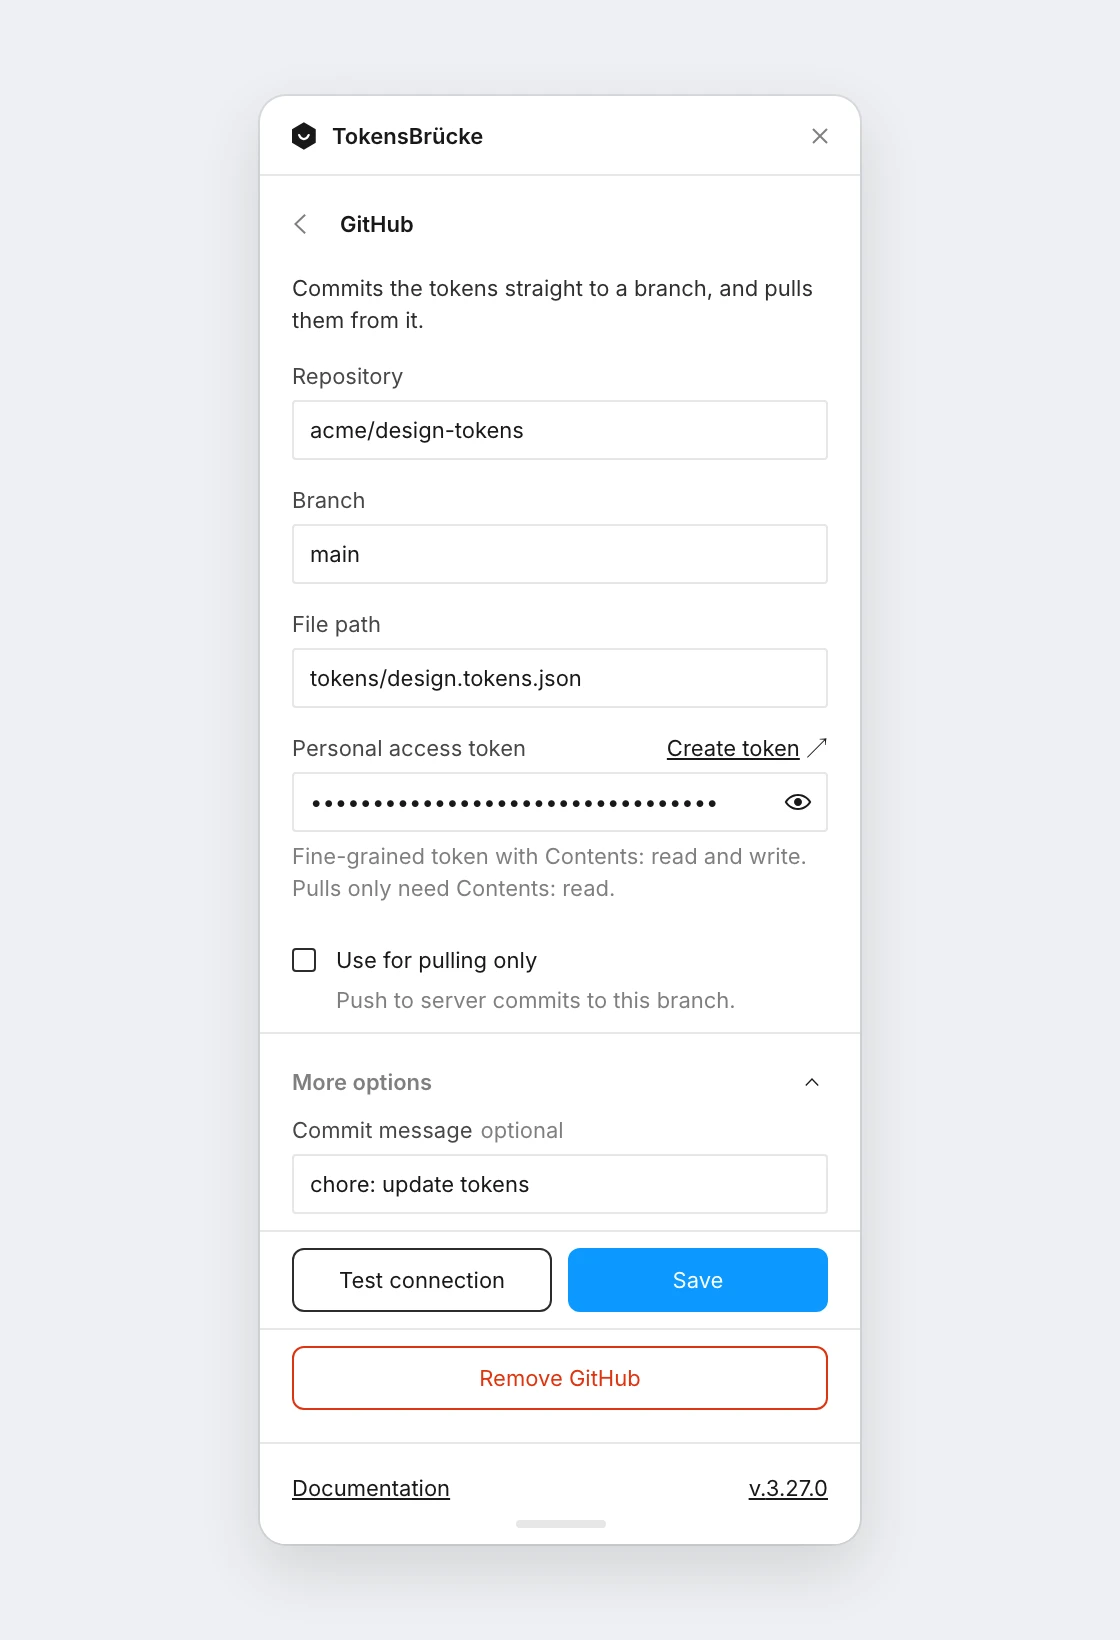 TokensBrücke
GitHub
Commits the tokens straight to a branch, and pulls
them from it.
Repository
acme/design-tokens
Branch
main
File path
tokens/design.tokens.json
Personal access token Create token
•••••••••••••••••••••••••••••••••
Fine-grained token with Contents: read and write.
Pulls only need Contents: read.
Use for pulling only
Push to server commits to this branch.
More options
Commit message optional
chore: update tokens
Test connection Save
Remove GitHub
Documentation v.3.27.0